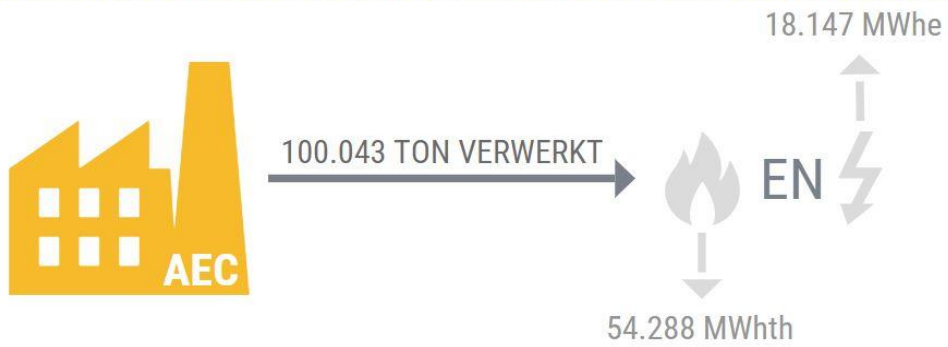 18.147 MWhe
100.043 TON VERWERKT
EN
AEC
54.288 MWhth